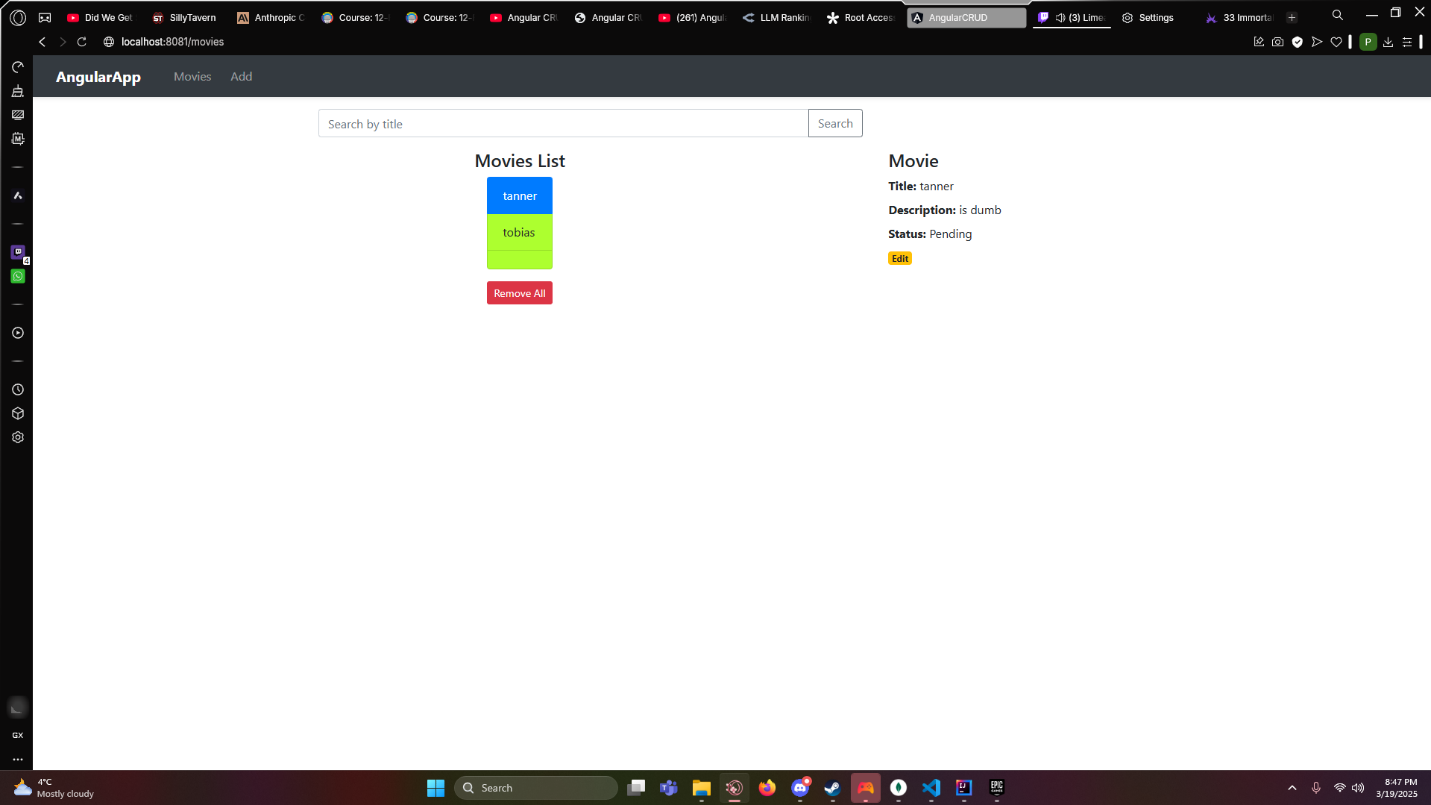 Did We Get
SillyTavern
Anthropic C
Course: 12-
Course: 12-
Angular CR
Angular CR
(261) Angul
LLM Rankin
Root Access
AngularCRUD
(3) Lime
Settings
33 Immorta
localhost:8081/movies
P
AngularApp
Movies
Add
Search by title
Search
Movies List
tanner
tobias
Remove All
Movie
Title: tanner
Description: is dumb
Status: Pending
Edit
4
GX
4°C
Mostly cloudy
Search
8:47 PM
3/19/2025